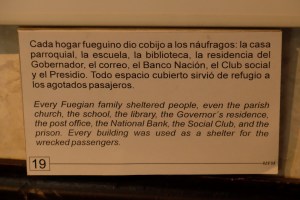 Cada hogar fueguino dio cobijo a los náufragos: la casa
parroquial, la escuela, la biblioteca, la residencia del
Gobernador, el correo, el Banco Nación, el Club social
y el Presidio. Todo espacio cubierto sirvió de refugio a
los agotados pasajeros.
Every Fuegian family sheltered people, even the parish
church, the school, the library, the Governor´s residence,
the post office, the National Bank, the Social Club, and the
prison. Every building was used as a shelter for the
wrecked passengers.
19